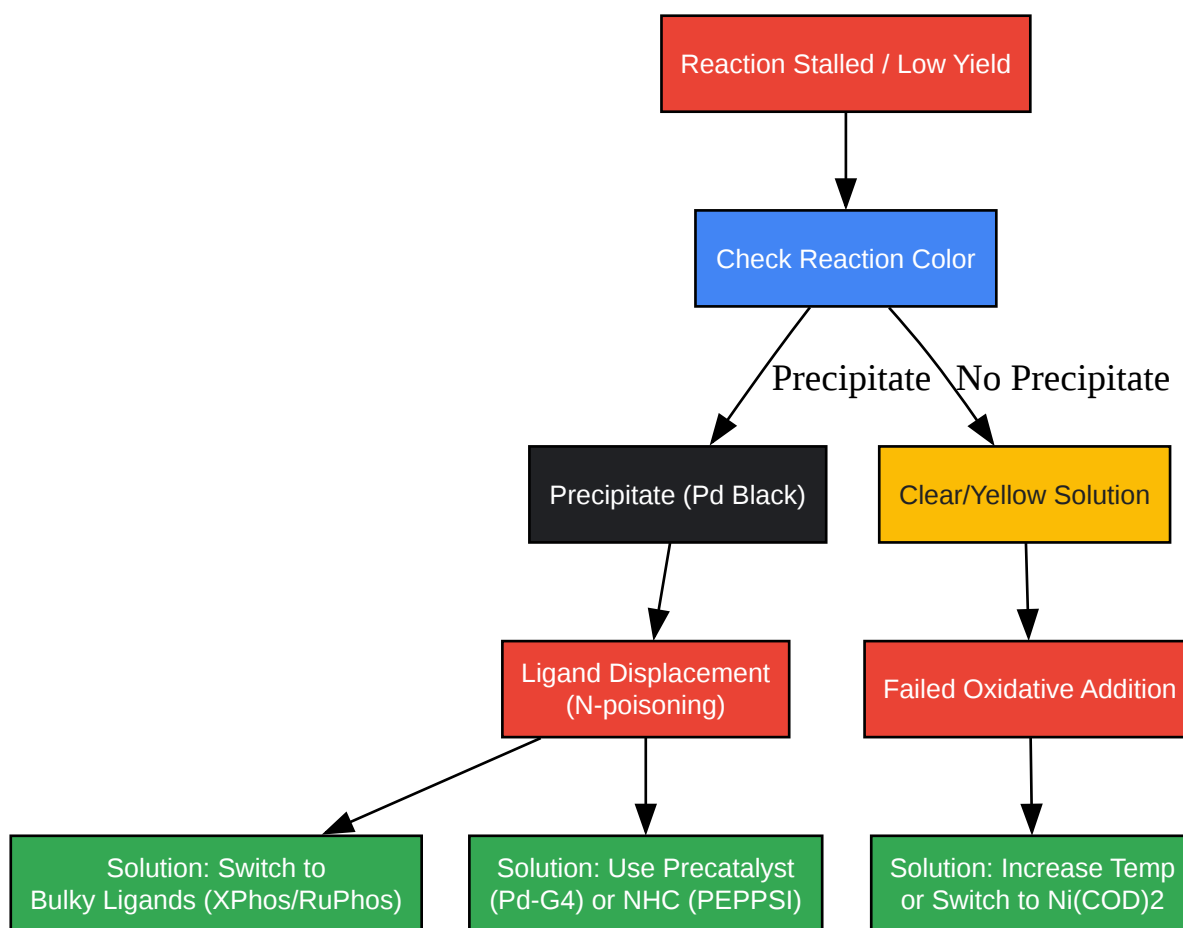 Reaction Stalled / Low Yield
Check Reaction Color
Precipitate
No Precipitate
Precipitate (Pd Black)
Clear/Yellow Solution
Ligand Displacement
(N-poisoning)
Failed Oxidative Addition
Solution: Switch to
Bulky Ligands (XPhos/RuPhos)
Solution: Use Precatalyst
(Pd-G4) or NHC (PEPPSI)
Solution: Increase Temp
or Switch to Ni(COD)2